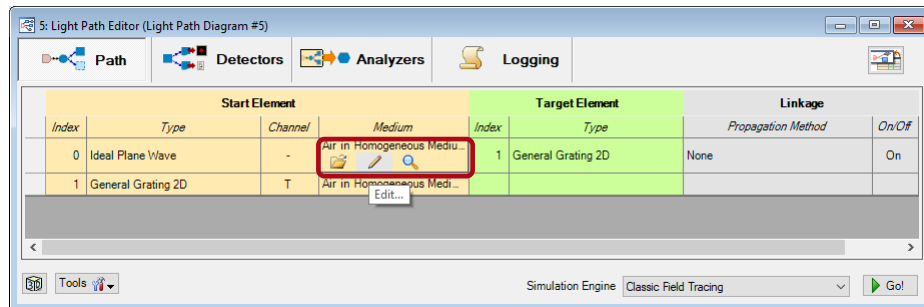 5: Light Path Editor (Light Path Diagram #5)
Path Detectors Analyzers Logging
Start Element Target Element Linkage
Index Type Channel Medium Index Type Propagation Method On/Off
0 Ideal Plane Wave - Air in Homogeneous Mediu... 1 General Grating 2D None On
1 General Grating 2D T Air in Homogeneous Medi...
Edit...
3D Tools Simulation Engine Classic Field Tracing Go!